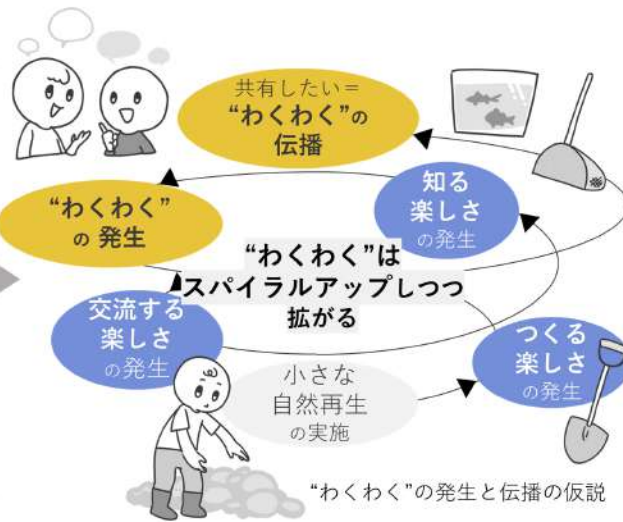 共有したい＝
“わくわく”の
伝播
知る
楽しさ
の発生
“わくわく”
の 発生
“わくわく”は
スパイラルアップしつつ
拡がる
交流する
楽しさ
の発生
つくる
楽しさ
の発生
小さな
自然再生
の実施
“わくわく”の発生と伝播の仮説